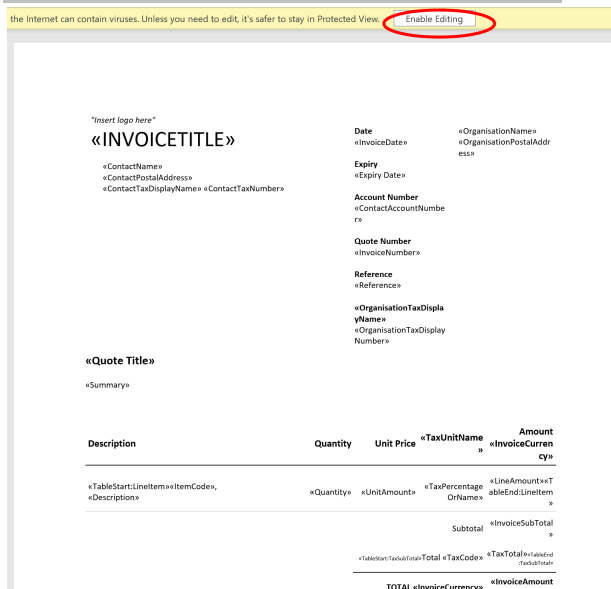 the Internet can contain viruses. Unless you need to edit, it's safer to stay in Protected View.
Enable Editing
"Insert logo here"
«INVOICETITLE»
«ContactName»
«ContactPostalAddress»
«ContactTaxDisplayName» «ContactTaxNumber»
Date
«InvoiceDate»
Expiry
«Expiry Date»
Account Number
«ContactAccountNumbe
r»
Quote Number
«InvoiceNumber»
Reference
«Reference»
«OrganisationTaxDispla
yName»
«OrganisationTaxDisplay
Number»
«OrganisationName»
«OrganisationPostalAddr
ess»
«Quote Title»
«Summary»
Description Quantity Unit Price «TaxUnitName
» Amount
«InvoiceCurren
cy»
«TableStart:LineItem»«ItemCode»,
«Description»
«Quantity» «UnitAmount» «TaxPercentage
OrName»
«LineAmount»«T
ableEnd:LineItem
»
Subtotal «InvoiceSubTotal
»
«TableStart:TaxSubTotal»Total «TaxCode» «TaxTotal»«TableEnd
:TaxSubTotal»
TOTAL «InvoiceCurrency» «InvoiceAmount